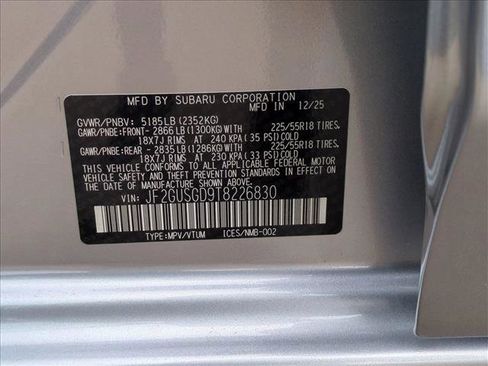 MFD BY SUBARU CORPORATION
MFD IN 12/25
GVWR/PNBV: 5185 LB (2352KG)
GAWR/PNBE: FRONT- 2866 LB (1300KG) WITH 225/55R18 TIRES,
18X7J RIMS AT 240 KPA (35 PSI) COLD
GAWR/PNBE: REAR - 2835 LB (1286KG) WITH 225/55R18 TIRES,
18X7J RIMS AT 230 KPA (33 PSI) COLD
THIS VEHICLE CONFORMS TO ALL APPLICABLE FEDERAL MOTOR
VEHICLE SAFETY AND THEFT PREVENTION STANDARDS IN EFFECT
ON THE DATE OF MANUFACTURE SHOWN ABOVE.
VIN: JF2GUSGD9T8226830
TYPE: MPV/VTUM ICES/NMB-002